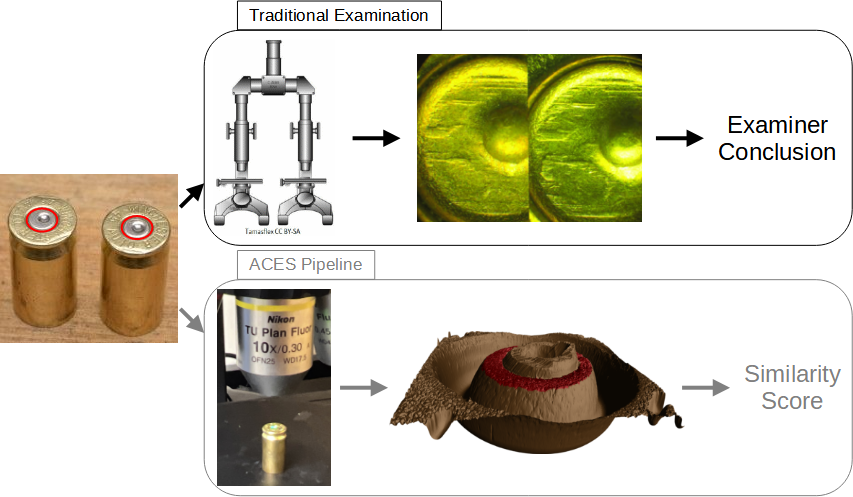 Traditional Examination
Tamasflex CC BY-SA
Examiner
Conclusion
ACES Pipeline
Nikon
TU Plan Fluor
10x/0.30
OFN25 WD17.5
Similarity
Score